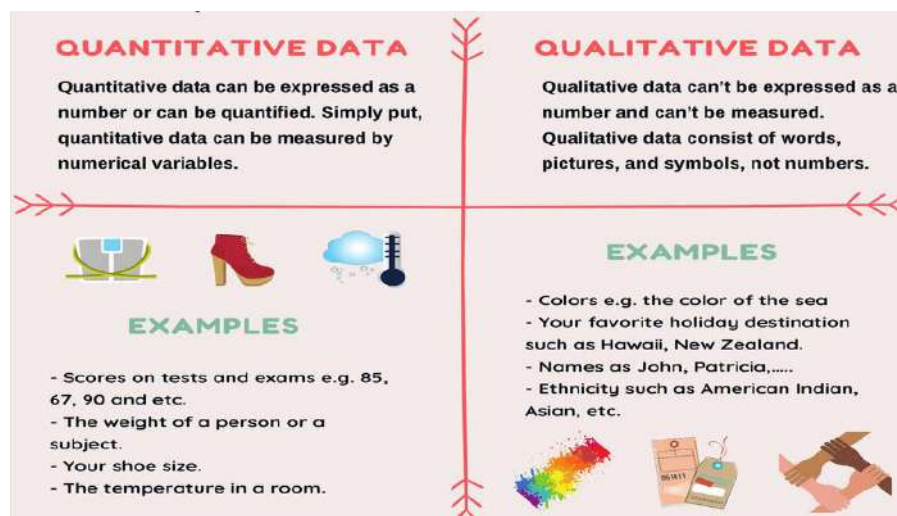 QUANTITATIVE DATA
Quantitative data can be expressed as a
number or can be quantified. Simply put,
quantitative data can be measured by
numerical variables.
QUALITATIVE DATA
Qualitative data can't be expressed as a
number and can't be measured.
Qualitative data consist of words,
pictures, and symbols, not numbers.
EXAMPLES
- Scores on tests and exams e.g. 85,
67, 90 and etc.
- The weight of a person or a
subject.
- Your shoe size.
- The temperature in a room.
EXAMPLES
- Colors e.g. the color of the sea
- Your favorite holiday destination
such as Hawaii, New Zealand.
- Names as John, Patricia,.....
- Ethnicity such as American Indian,
Asian, etc.